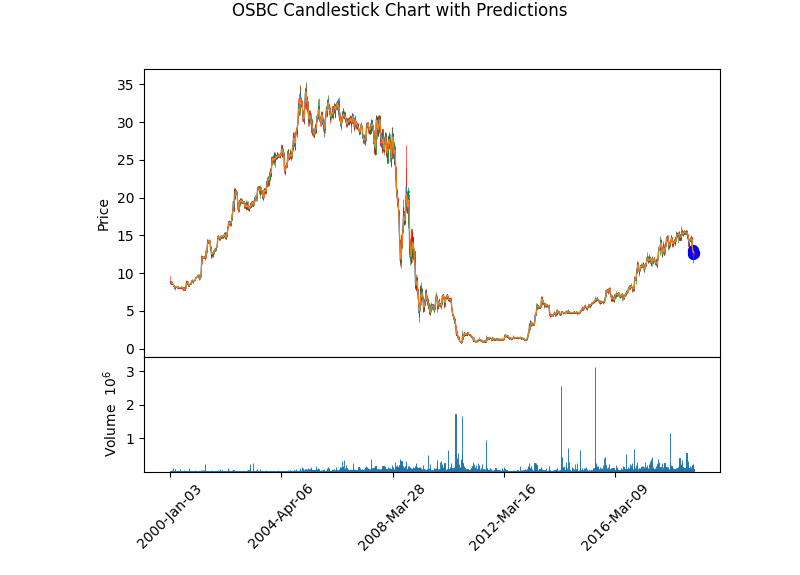 OSBC Candlestick Chart with Predictions
35
30
25
20
15
10
5
0
Price
3
2
1
Volume 10^6
2000-Jan-03
2004-Apr-06
2008-Mar-28
2012-Mar-16
2016-Mar-09